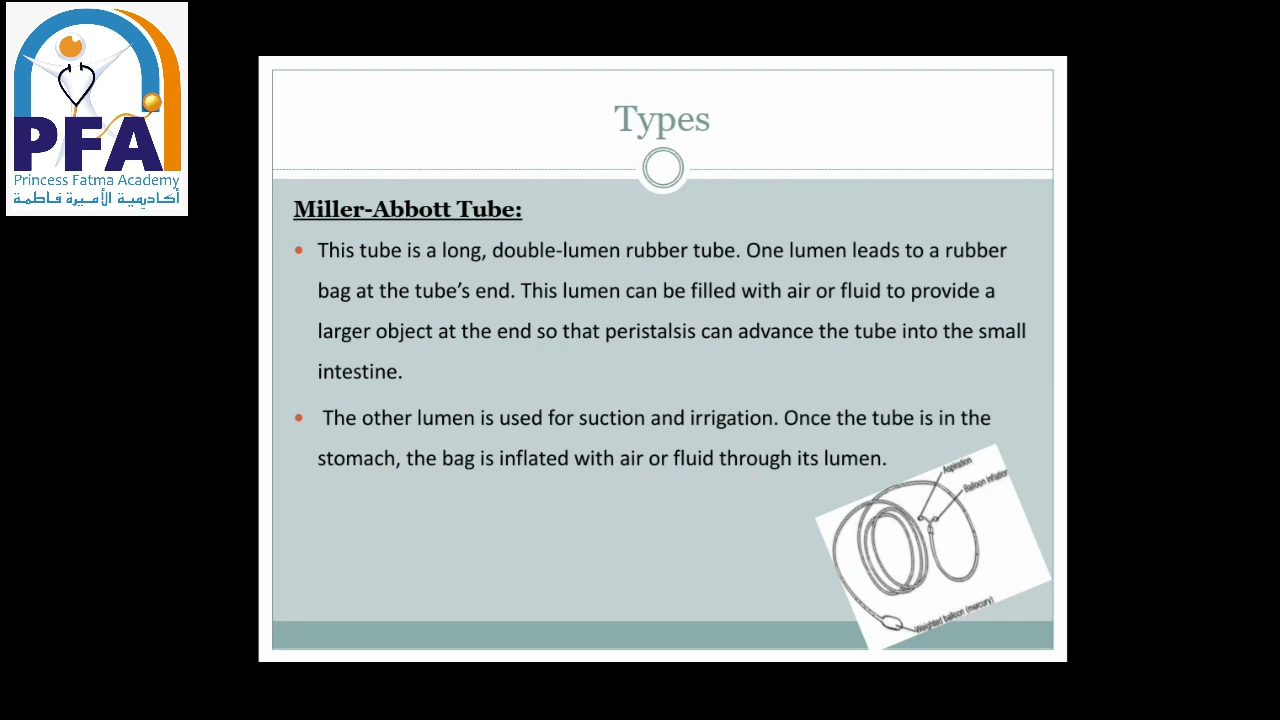 PFA
Princess Fatma Academy
أكاديمية الأميرة فاطمة
Types
Miller-Abbott Tube:
• This tube is a long, double-lumen rubber tube. One lumen leads to a rubber
bag at the tube's end. This lumen can be filled with air or fluid to provide a
larger object at the end so that peristalsis can advance the tube into the small
intestine.
• The other lumen is used for suction and irrigation. Once the tube is in the
stomach, the bag is inflated with air or fluid through its lumen.
Aspiration
Balloon inflation
Weighted balloon (mercury)